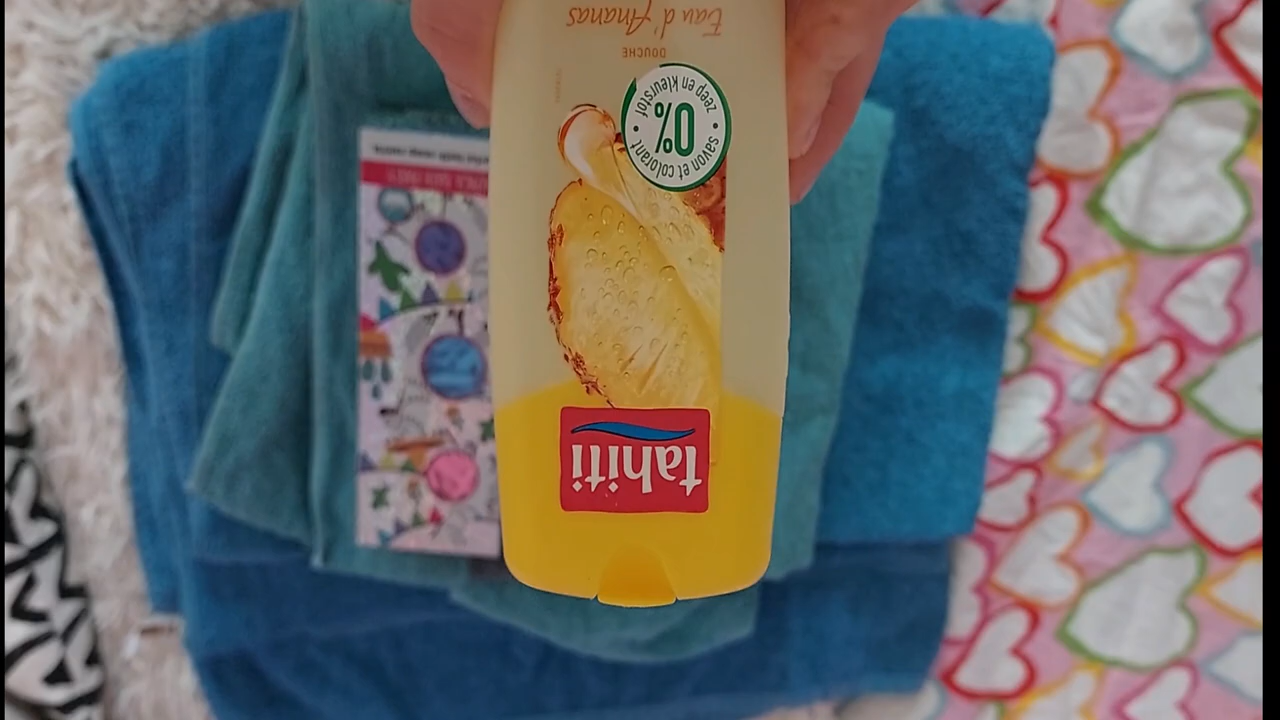 tahiti
0%
savon et colorant • zeep en kleurstof •
DOUCHE
Eau d'Ananas